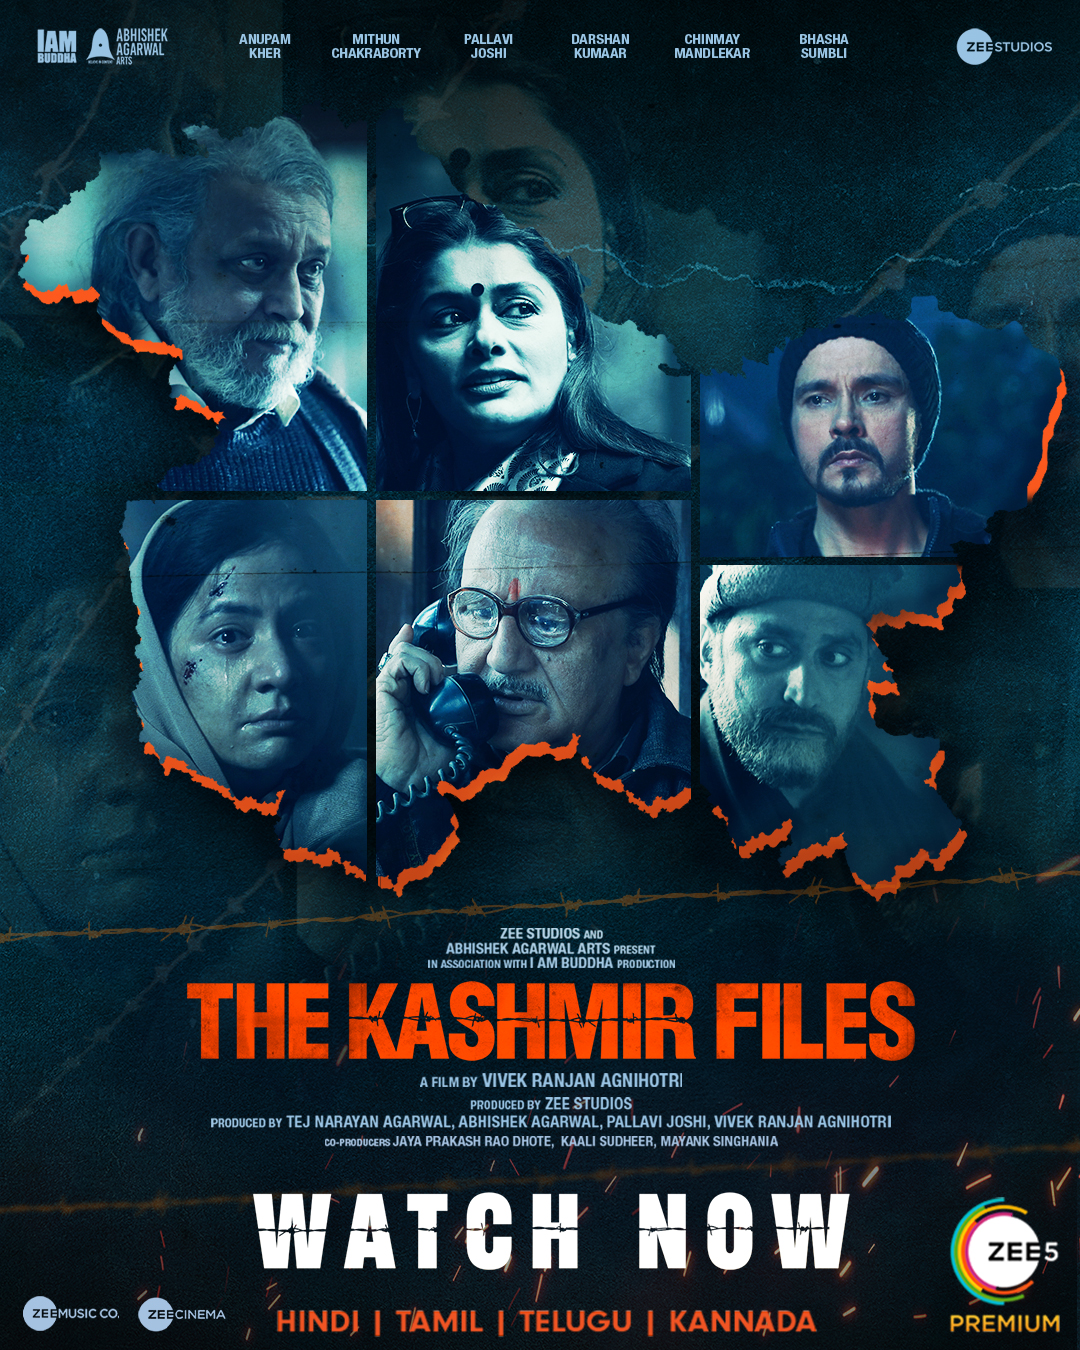 IAM
BUDDHA
ABHISHEK
AGARWAL
ARTS
ANUPAM
KHER
MITHUN
CHAKRABORTY
PALLAVI
JOSHI
DARSHAN
KUMAAR
CHINMAY
MANDLEKAR
BHASHA
SUMBLI
ZEESTUDIOS
ZEE STUDIOS AND
ABHISHEK AGARWAL ARTS PRESENT
IN ASSOCIATION WITH I AM BUDDHA PRODUCTION
THE KASHMIR FILES
A FILM BY VIVEK RANJAN AGNIHOTRI
PRODUCED BY ZEE STUDIOS
PRODUCED BY TEJ NARAYAN AGARWAL, ABHISHEK AGARWAL, PALLAVI JOSHI, VIVEK RANJAN AGNIHOTRI
CO-PRODUCERS JAYA PRAKASH RAO DHOTE, KAALI SUDHEER, MAYANK SINGHANIA
WATCH NOW
ZEE5
PREMIUM
ZEEMUSIC CO.
ZEECINEMA
HINDI | TAMIL | TELUGU | KANNADA